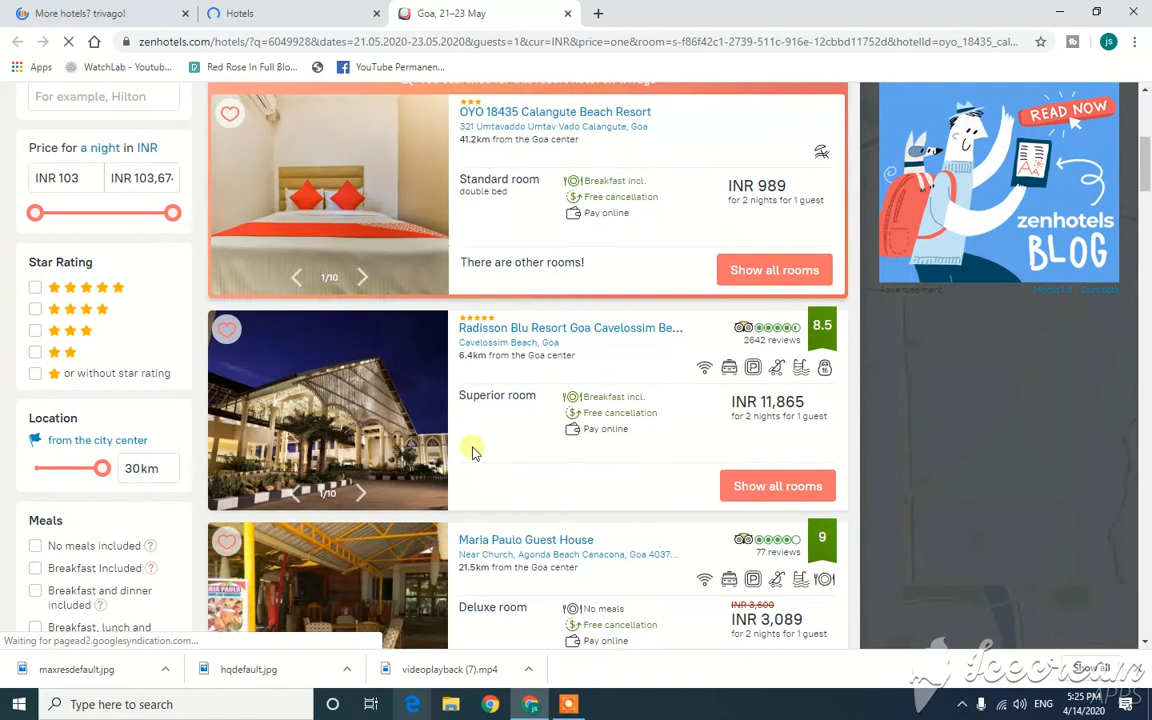 More hotels? trivago!
Hotels
Goa, 21–23 May
zenhotels.com/hotels/?q=6049928&dates=21.05.2020-23.05.2020&guests=1&cur=INR&price=one&room=s-f86f42c1-2739-511c-916e-12cbbd11752d&hotelId=oyo_18435_cal...
js
Apps
WatchLab - Youtub...
Red Rose In Full Blo...
YouTube Permanen...
For example, Hilton
Price for a night in INR
INR 103
INR 103,674
Star Rating
or without star rating
Location
from the city center
30km
Meals
No meals included ?
Breakfast Included ?
Breakfast and dinner
included ?
Breakfast, lunch and
OYO 18435 Calangute Beach Resort
321 Umtavaddo Umtav Vado Calangute, Goa
41.2km from the Goa center
Standard room
double bed
Breakfast incl.
Free cancellation
Pay online
INR 989
for 2 nights for 1 guest
There are other rooms!
Show all rooms
1/10
Radisson Blu Resort Goa Cavelossim Be...
Cavelossim Beach, Goa
6.4km from the Goa center
8.5
2642 reviews
Superior room
Breakfast incl.
Free cancellation
Pay online
INR 11,865
for 2 nights for 1 guest
Show all rooms
1/10
Maria Paulo Guest House
Near Church, Agonda Beach Canacona, Goa 4037...
21.5km from the Goa center
9
77 reviews
Deluxe room
No meals
Free cancellation
Pay online
INR 3,600
INR 3,089
for 2 nights for 1 guest
MARIA PAULO
READ NOW
zenhotels
BLOG
Advertisement
Media kit
Contacts
Waiting for pagead2.googlesyndication.com...
maxresdefault.jpg
hqdefault.jpg
videoplayback (7).mp4
Show all
Icecream
APPS
Type here to search
ENG
5:25 PM
4/14/2020